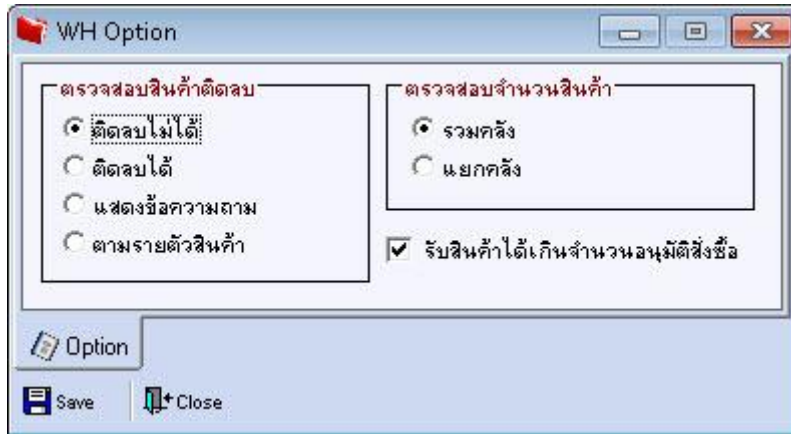 WH Option
ตรวจสอบสินค้าติดลบ
ติดลบไม่ได้
ติดลบได้
แสดงข้อความถาม
ตามรายตัวสินค้า
ตรวจสอบจำนวนสินค้า
รวมคลัง
แยกคลัง
รับสินค้าได้เกินจำนวนอนุมัติสั่งซื้อ
Option
Save Close